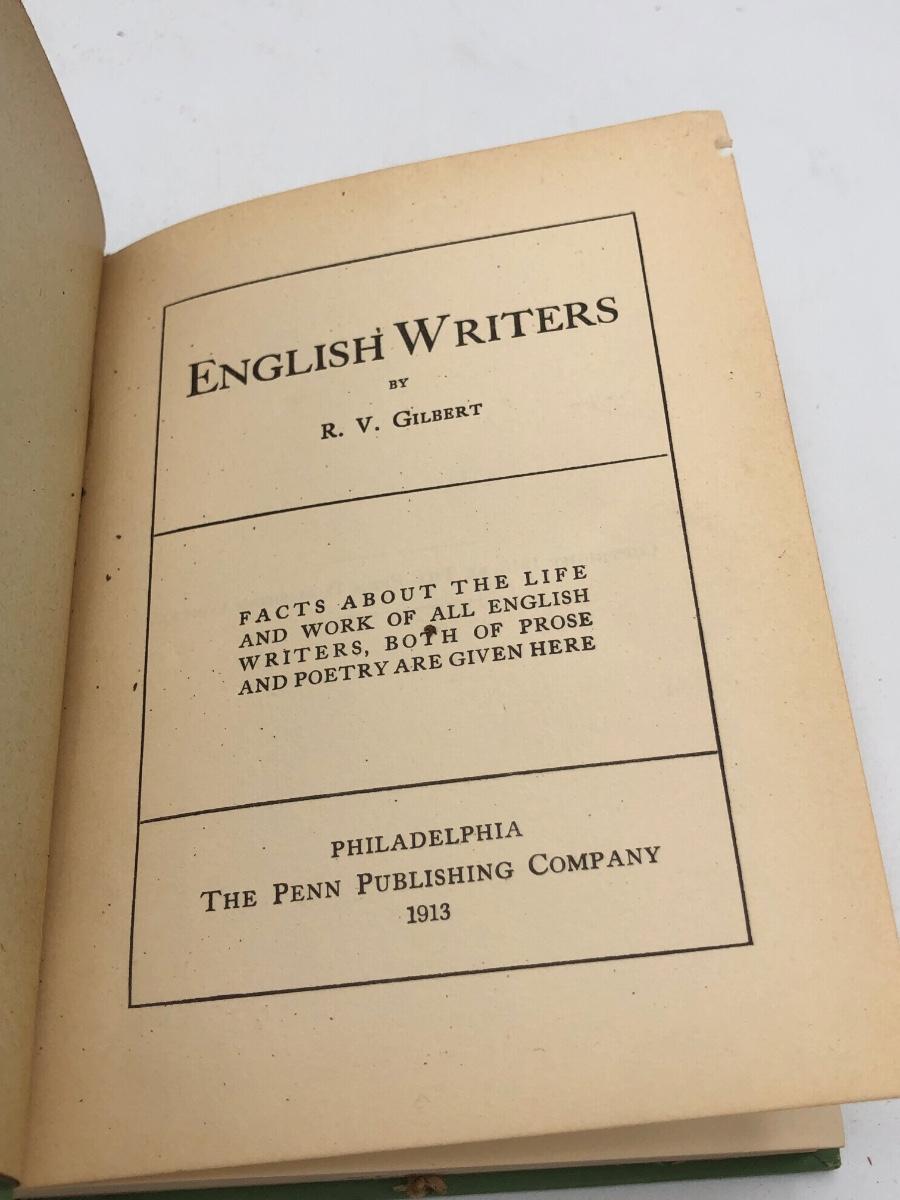 ENGLISH WRITERS
BY
R. V. GILBERT
FACTS ABOUT THE LIFE
AND WORK OF ALL ENGLISH
WRITERS, BOTH OF PROSE
AND POETRY ARE GIVEN HERE
PHILADELPHIA
THE PENN PUBLISHING COMPANY
1913